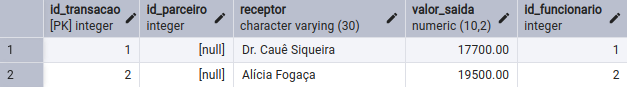 id_transacao [PK] integer id_parceiro integer receptor character varying (30) valor_saida numeric (10,2) id_funcionario integer
1 1 [null] Dr. Cauê Siqueira 17700.00 1
2 2 [null] Alícia Fogaça 19500.00 2